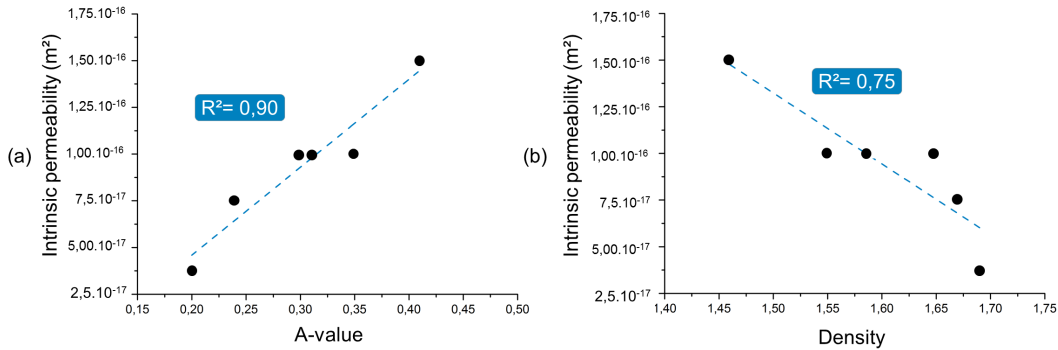 (a)
Intrinsic permeability (m²)
1,75.10⁻¹⁶
1,50.10⁻¹⁶
1,25.10⁻¹⁶
1,00.10⁻¹⁶
7,5.10⁻¹⁷
5,00.10⁻¹⁷
2,5.10⁻¹⁷
R²= 0,90
0,15 0,20 0,25 0,30 0,35 0,40 0,45 0,50
A-value
(b)
Intrinsic permeability (m²)
1,75.10⁻¹⁶
1,50.10⁻¹⁶
1,25.10⁻¹⁶
1,00.10⁻¹⁶
7,5.10⁻¹⁷
5,00.10⁻¹⁷
2,5.10⁻¹⁷
R²= 0,75
1,40 1,45 1,50 1,55 1,60 1,65 1,70 1,75
Density